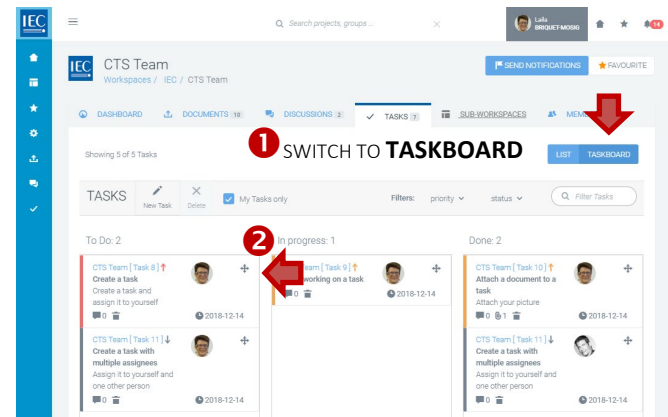 IEC
Search projects, groups ...
Laila
BRIQUET-MOSIG
14
IEC
CTS Team
Workspaces / IEC / CTS Team
SEND NOTIFICATIONS
FAVOURITE
DASHBOARD
DOCUMENTS 10
DISCUSSIONS 2
TASKS 7
SUB-WORKSPACES
MEM
Showing 5 of 5 Tasks
1 SWITCH TO TASKBOARD
LIST TASKBOARD
TASKS
New Task
Delete
My Tasks only
Filters: priority status
Filter Tasks
To Do: 2
2
In progress: 1
Done: 2
CTS Team [ Task 8 ]
Create a task
Create a task and
assign it to yourself
0
2018-12-14
CTS Team [ Task 11 ]
Create a task with
multiple assignees
Assign it to yourself and
one other person
0
2018-12-14
Team [ Task 9 ]
working on a task
0
2018-12-14
CTS Team [ Task 10 ]
Attach a document to a
task
Attach your picture
0 1
2018-12-14
CTS Team [ Task 11 ]
Create a task with
multiple assignees
Assign it to yourself and
one other person
0
2018-12-14